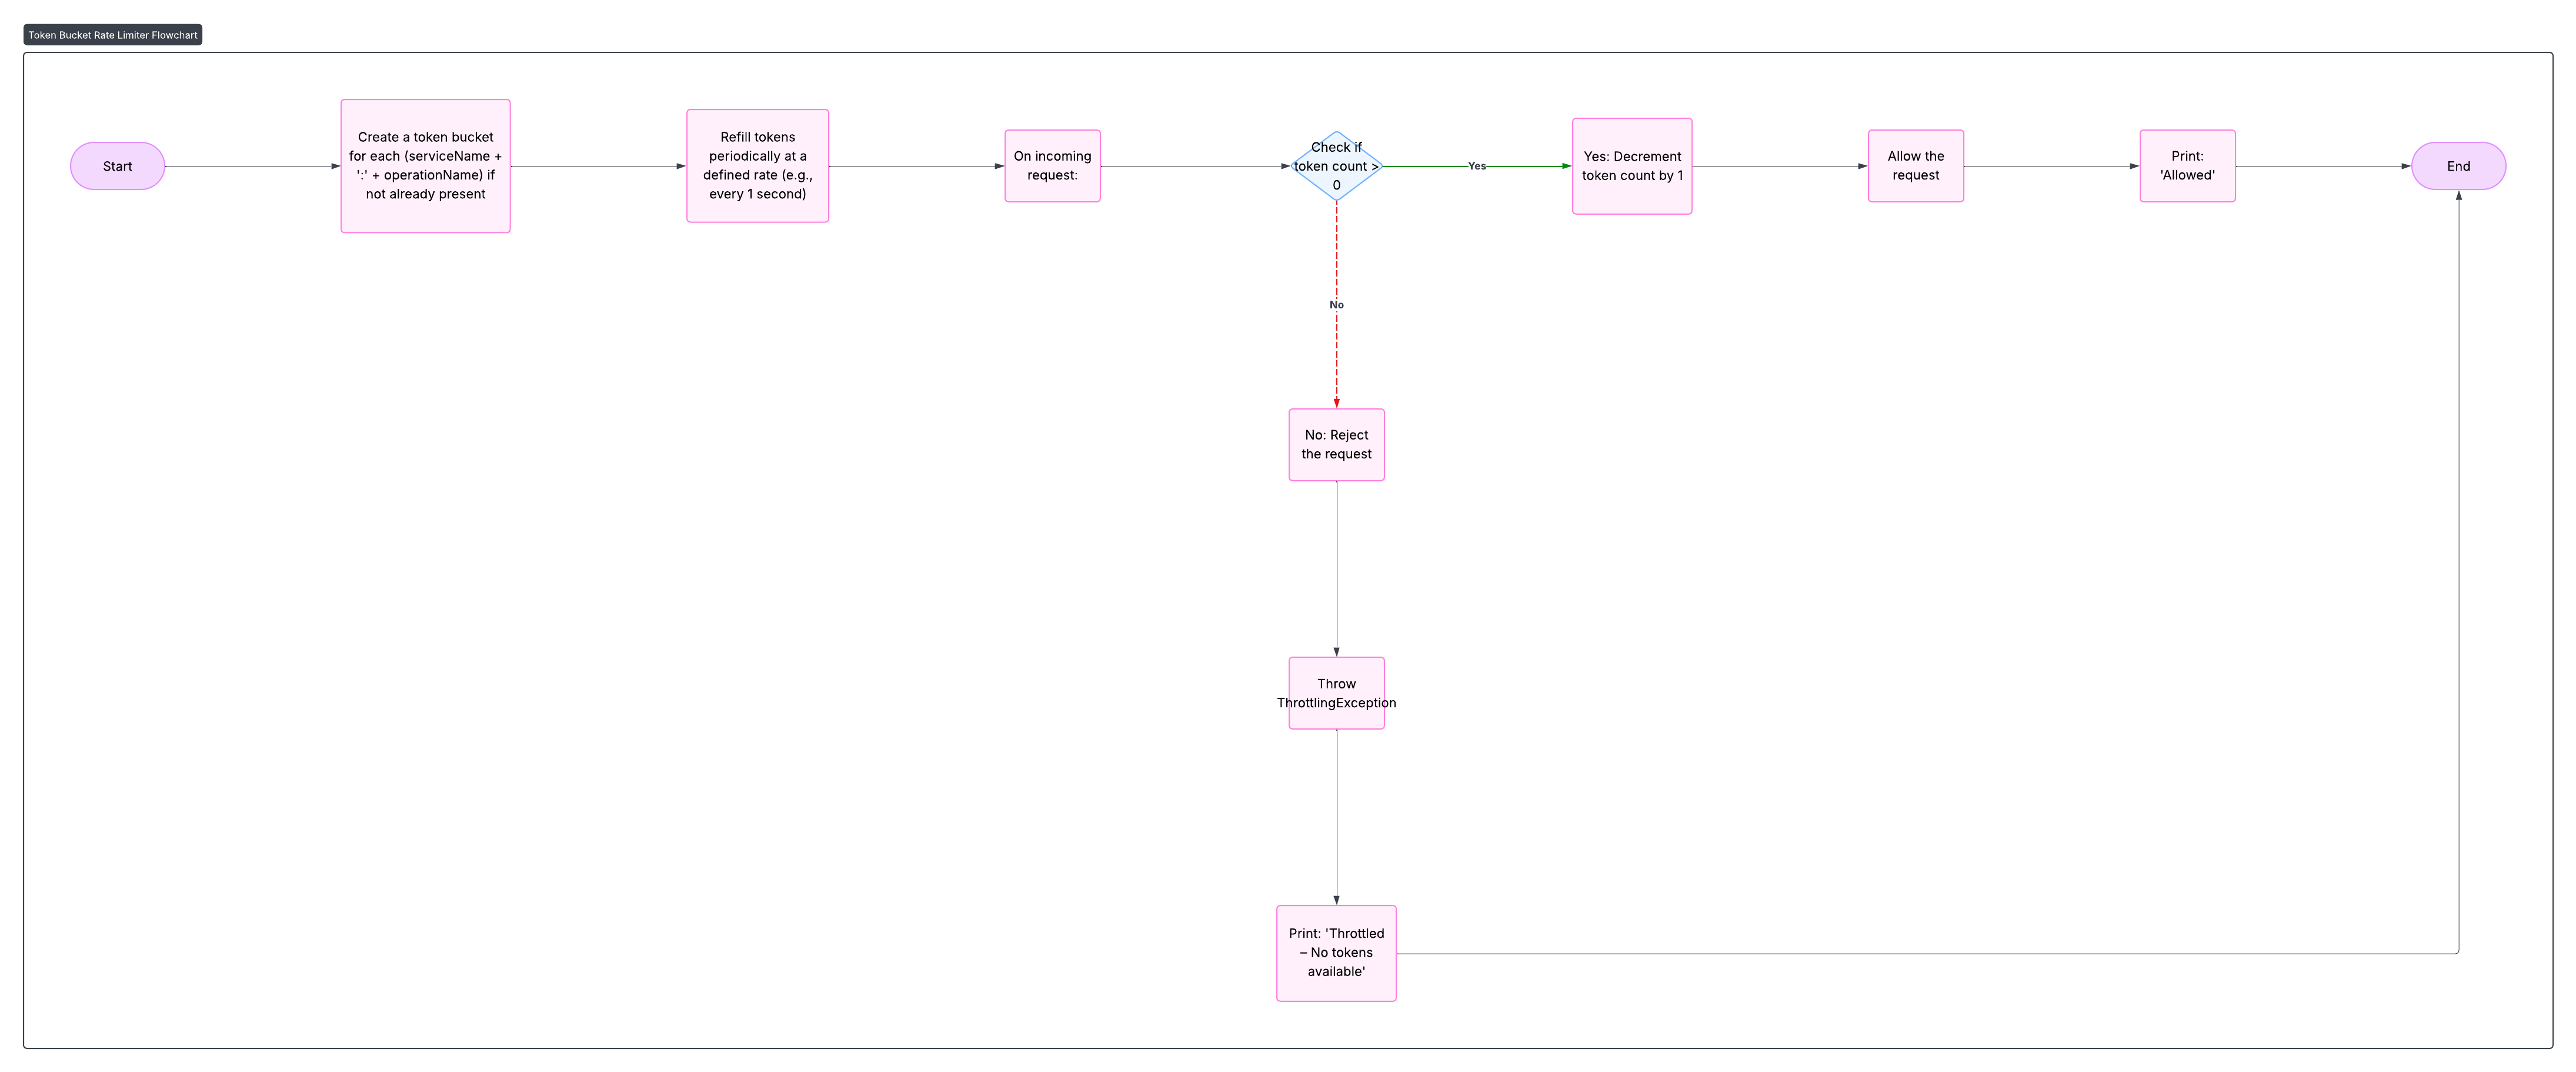 Token Bucket Rate Limiter Flowchart
Start
Create a token bucket
for each (serviceName +
':' + operationName) if
not already present
Refill tokens
periodically at a
defined rate (e.g.,
every 1 second)
On incoming
request:
Check if
token count >
0
Yes
Yes: Decrement
token count by 1
Allow the
request
Print:
'Allowed'
End
No
No: Reject
the request
Throw
ThrottlingException
Print: 'Throttled
– No tokens
available'